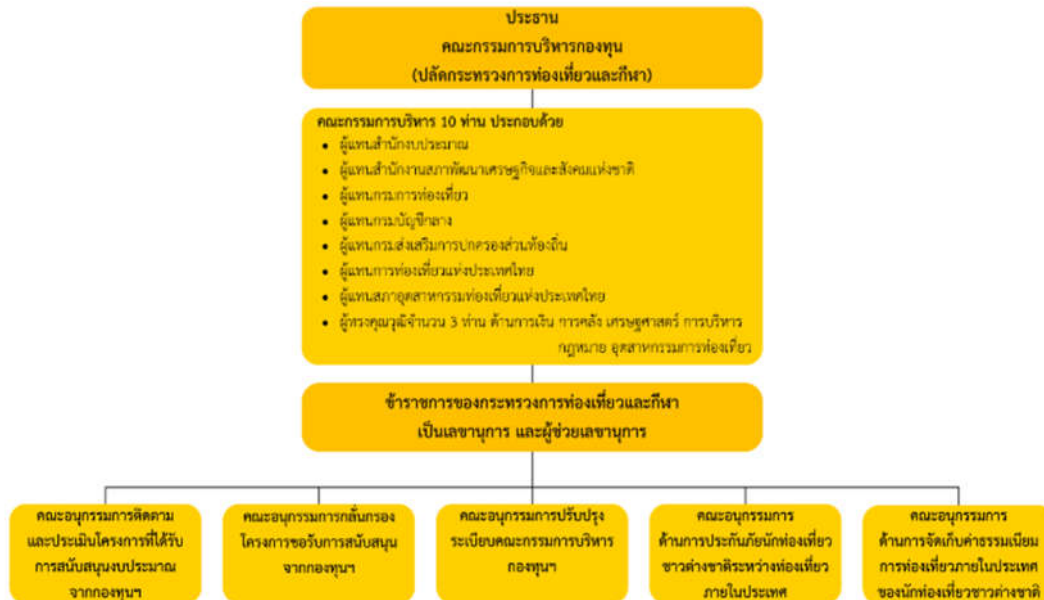 ประธาน
คณะกรรมการบริหารกองทุน
(ปลัดกระทรวงการท่องเที่ยวและกีฬา)
คณะกรรมการบริหาร 10 ท่าน ประกอบด้วย
• ผู้แทนสำนักงบประมาณ
• ผู้แทนสำนักงานสภาพัฒนาเศรษฐกิจและสังคมแห่งชาติ
• ผู้แทนกรมการท่องเที่ยว
• ผู้แทนกรมบัญชีกลาง
• ผู้แทนกรมส่งเสริมการปกครองส่วนท้องถิ่น
• ผู้แทนการท่องเที่ยวแห่งประเทศไทย
• ผู้แทนสภาอุตสาหกรรมท่องเที่ยวแห่งประเทศไทย
• ผู้ทรงคุณวุฒิจำนวน 3 ท่าน ด้านการเงิน การคลัง เศรษฐศาสตร์ การบริหาร
กฎหมาย อุตสาหกรรมการท่องเที่ยว
ข้าราชการของกระทรวงการท่องเที่ยวและกีฬา
เป็นเลขานุการ และผู้ช่วยเลขานุการ
คณะอนุกรรมการติดตาม
และประเมินโครงการที่ได้รับ
การสนับสนุนงบประมาณ
จากกองทุนฯ
คณะอนุกรรมการกลั่นกรอง
โครงการขอรับการสนับสนุน
จากกองทุนฯ
คณะอนุกรรมการปรับปรุง
ระเบียบคณะกรรมการบริหาร
กองทุนฯ
คณะอนุกรรมการ
ด้านการประกันภัยนักท่องเที่ยว
ชาวต่างชาติระหว่างท่องเที่ยว
ภายในประเทศ
คณะอนุกรรมการ
ด้านการจัดเก็บค่าธรรมเนียม
การท่องเที่ยวภายในประเทศ
ของนักท่องเที่ยวชาวต่างชาติ